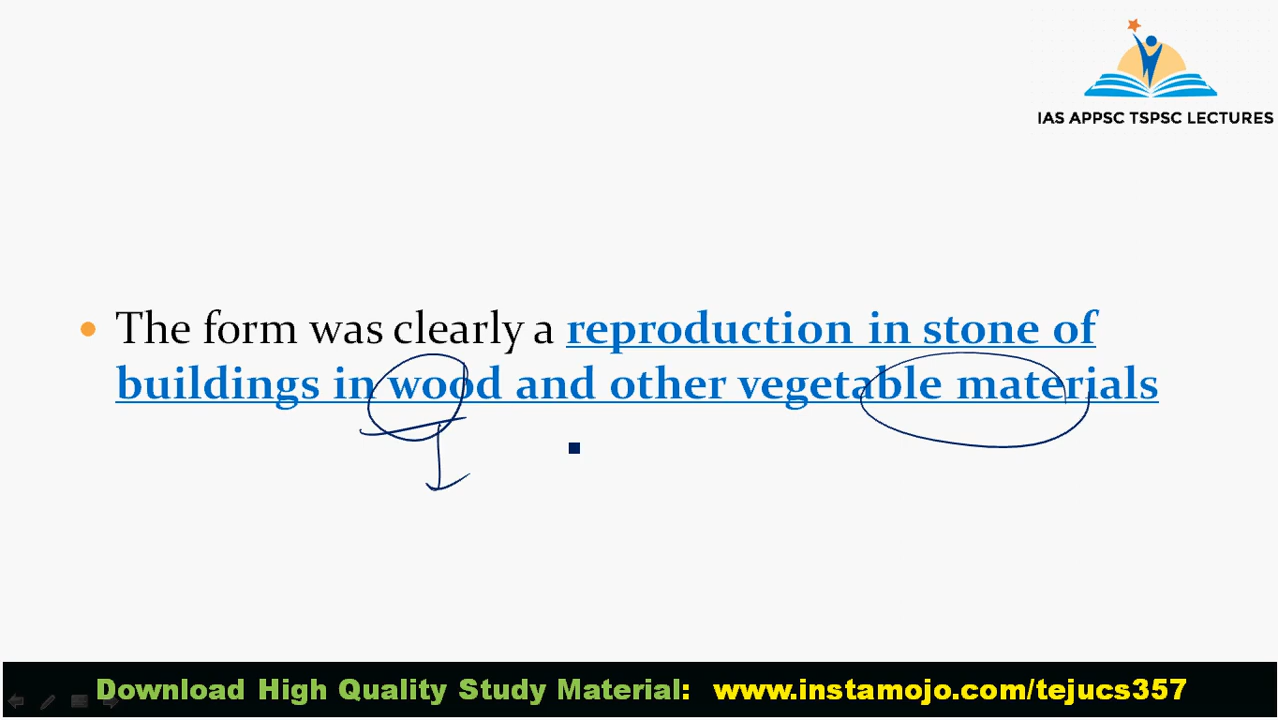 IAS APPSC TSPSC LECTURES
The form was clearly a reproduction in stone of
buildings in wood and other vegetable materials
Download High Quality Study Material: www.instamojo.com/tejucs357